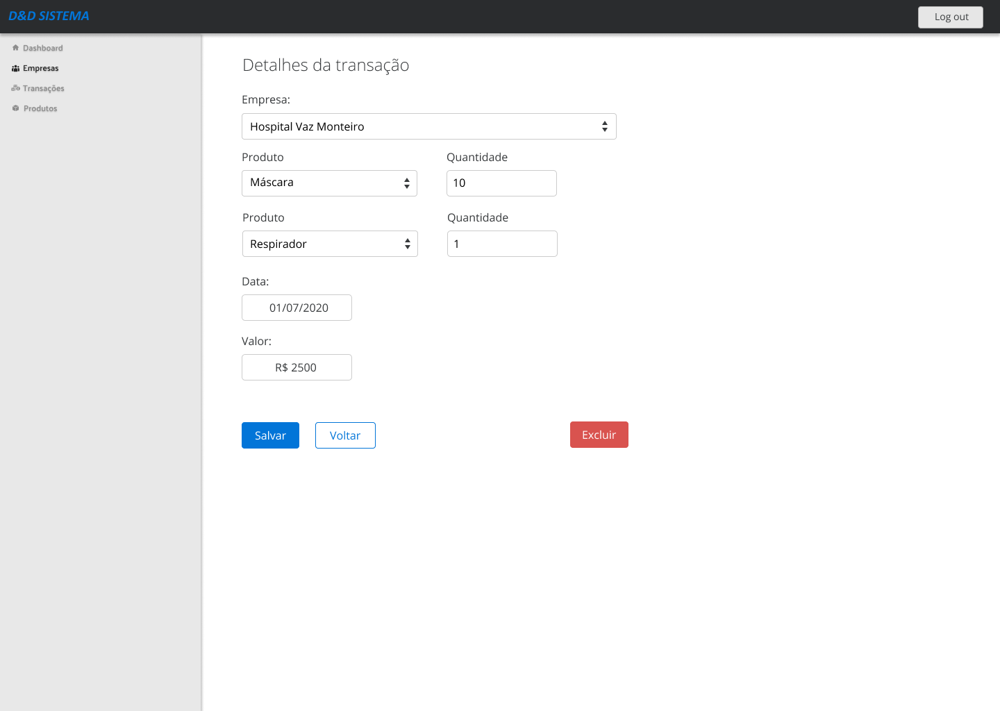 D&D SISTEMA
Log out
Dashboard
Empresas
Transações
Produtos
Detalhes da transação
Empresa:
Hospital Vaz Monteiro
Produto Quantidade
Máscara 10
Produto Quantidade
Respirador 1
Data:
01/07/2020
Valor:
R$ 2500
Salvar Voltar Excluir